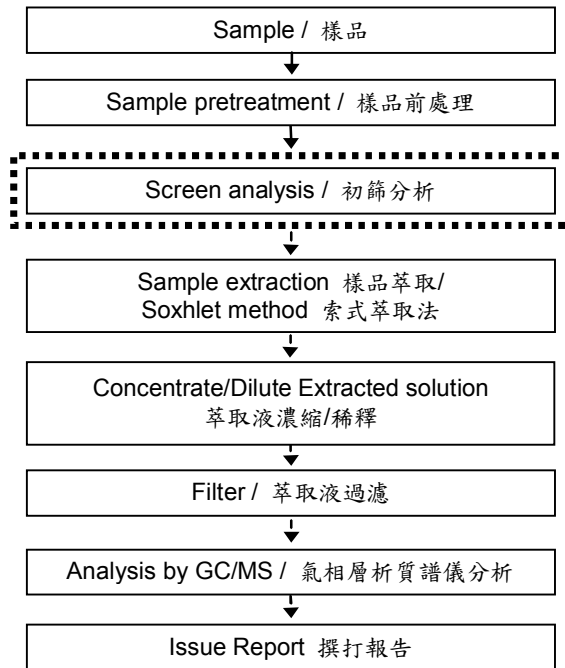 Sample / 樣品
Sample pretreatment / 樣品前處理
Screen analysis / 初篩分析
Sample extraction 樣品萃取/
Soxhlet method 索式萃取法
Concentrate/Dilute Extracted solution
萃取液濃縮/稀釋
Filter / 萃取液過濾
Analysis by GC/MS / 氣相層析質譜儀分析
Issue Report 撰打報告